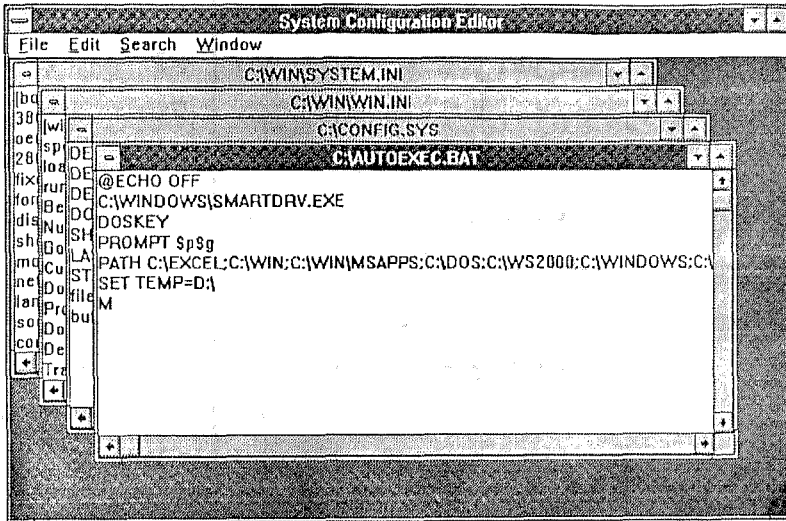 System Configuration Editor
File Edit Search Window
C:\WIN\SYSTEM.INI
C:\WIN\WIN.INI
C:\CONFIG.SYS
C:\AUTOEXEC.BAT
@ECHO OFF
C:\WINDOWS\SMARTDRV.EXE
DOSKEY
PROMPT $p$g
PATH C:\EXCEL;C:\WIN;C:\WIN\MSAPPS;C:\DOS;C:\WS2000;C:\WINDOWS;C:\
SET TEMP=D:\
M